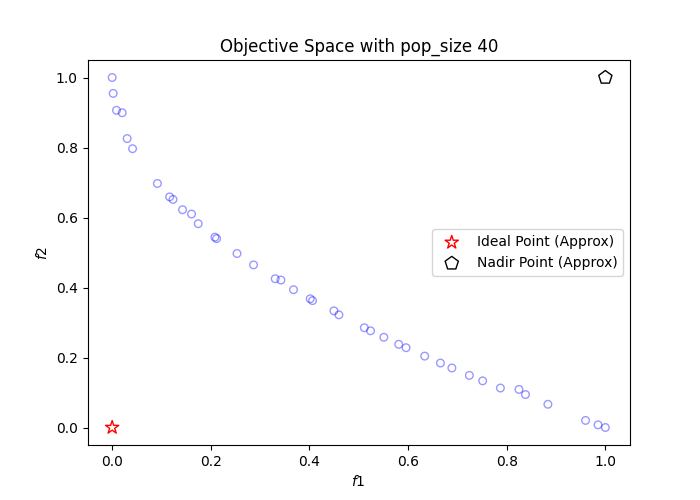 Objective Space with pop_size 40
1.0
0.8
0.6
0.4
0.2
0.0
f2
Ideal Point (Approx)
Nadir Point (Approx)
0.0 0.2 0.4 0.6 0.8 1.0
f1